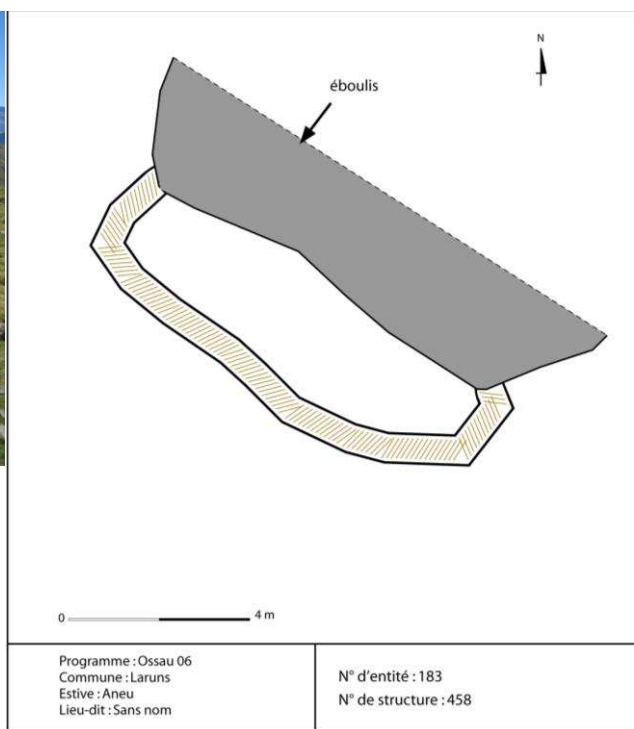 N
éboulis
0 4 m
Programme : Ossau 06
Commune : Laruns
Estive : Aneu
Lieu-dit : Sans nom
N° d'entité : 183
N° de structure : 458